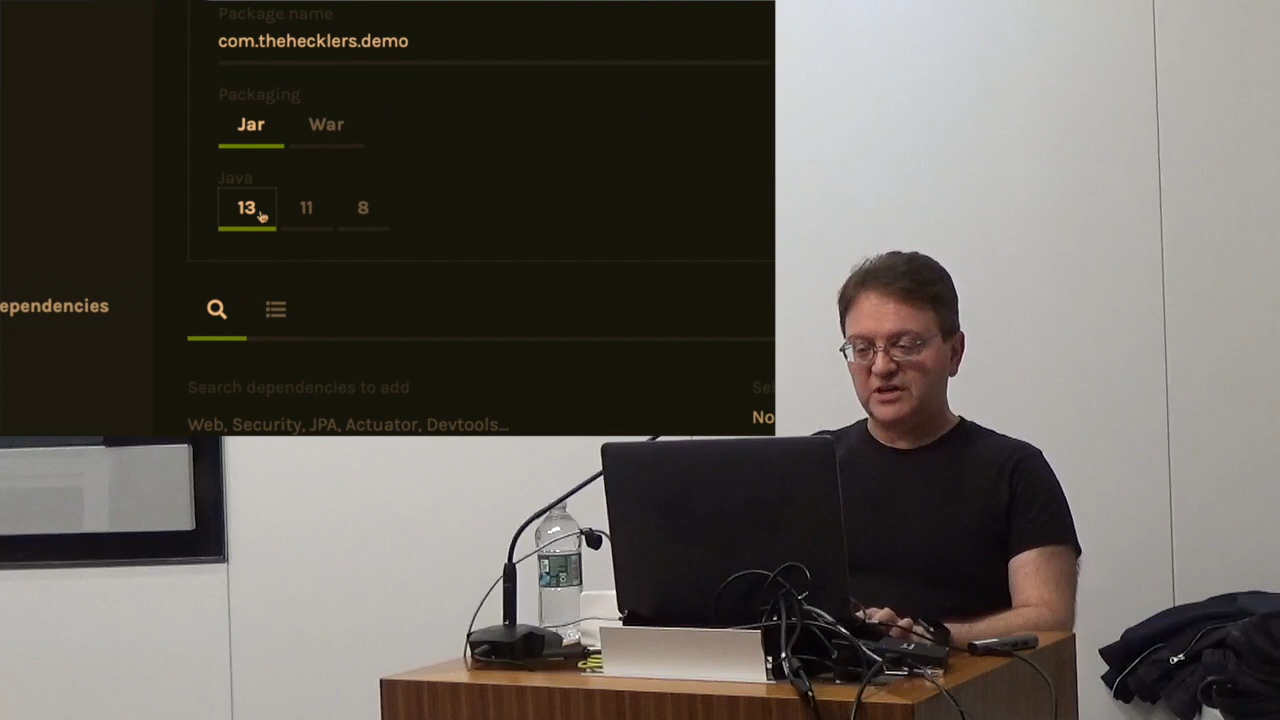 Package name
com.thehecklers.demo
Packaging
Jar War
Java
13 11 8
ependencies
Search dependencies to add
Web, Security, JPA, Actuator, Devtools...
No